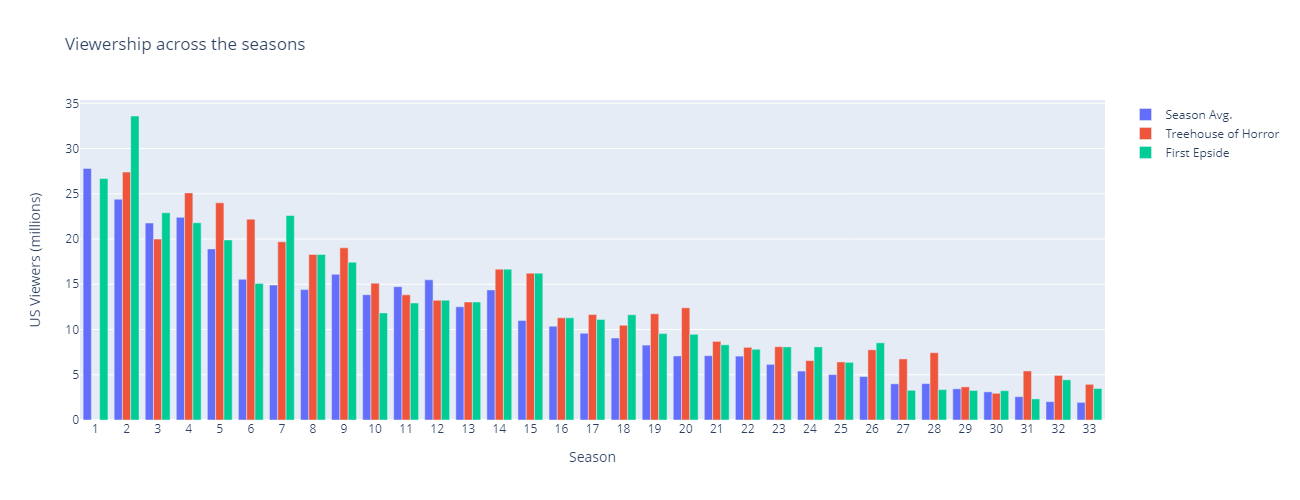 Viewership across the seasons
35
30
25
20
15
10
5
0
US Viewers (millions)
1 2 3 4 5 6 7 8 9 10 11 12 13 14 15 16 17 18 19 20 21 22 23 24 25 26 27 28 29 30 31 32 33
Season
Season Avg.
Treehouse of Horror
First Epside